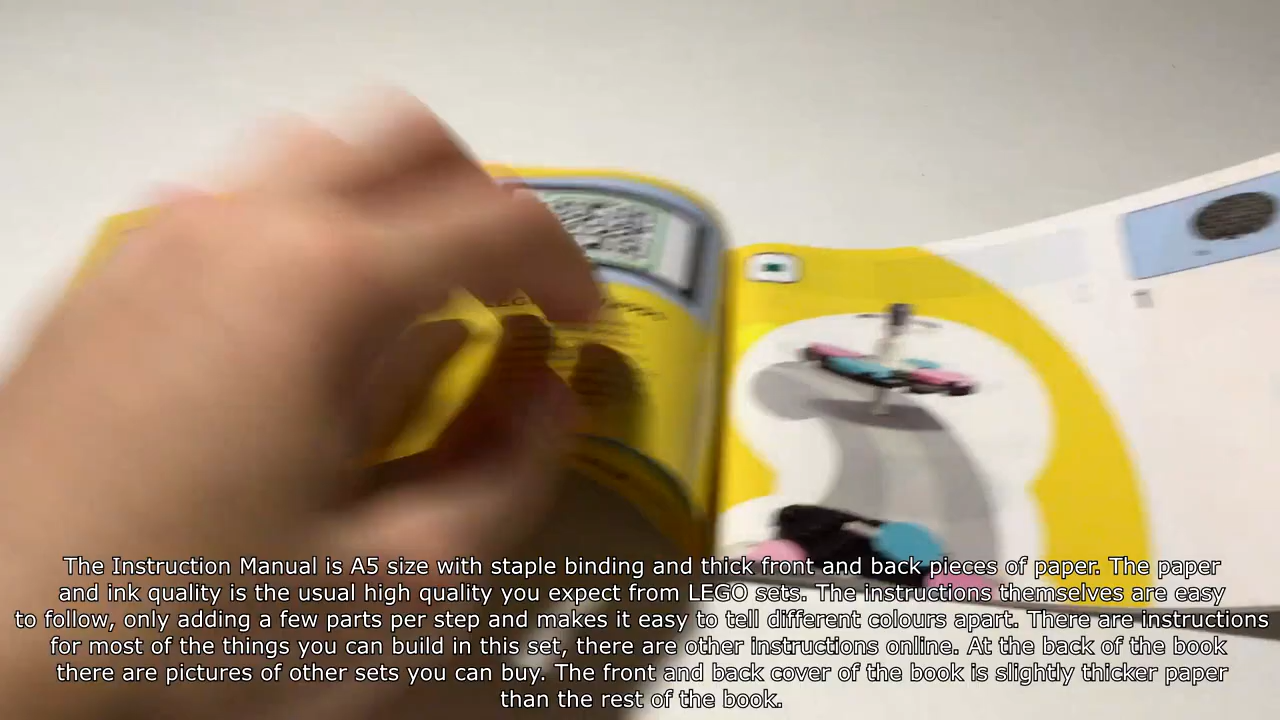 The Instruction Manual is A5 size with staple binding and thick front and back pieces of paper. The paper
and ink quality is the usual high quality you expect from LEGO sets. The instructions themselves are easy
to follow, only adding a few parts per step and makes it easy to tell different colours apart. There are instructions
for most of the things you can build in this set, there are other instructions online. At the back of the book
there are pictures of other sets you can buy. The front and back cover of the book is slightly thicker paper
than the rest of the book.